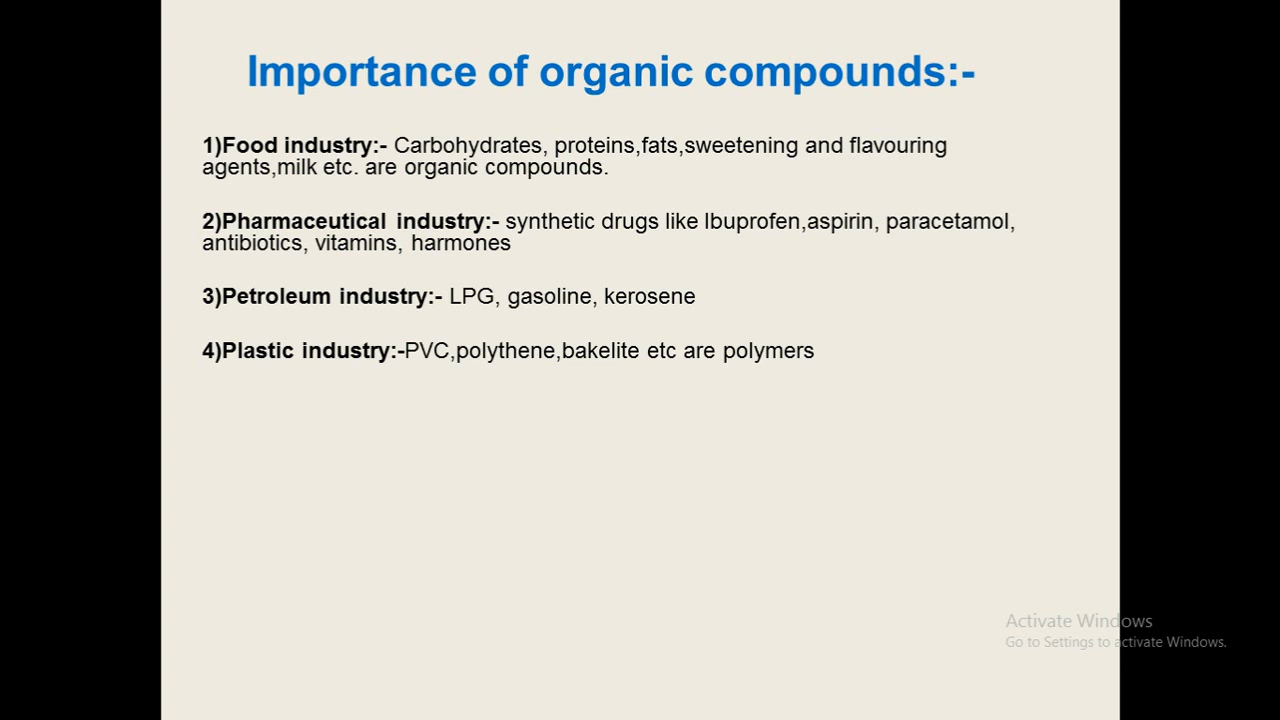 Importance of organic compounds:-
1)Food industry:- Carbohydrates, proteins,fats,sweetening and flavouring
agents,milk etc. are organic compounds.
2)Pharmaceutical industry:- synthetic drugs like Ibuprofen,aspirin, paracetamol,
antibiotics, vitamins, harmones
3)Petroleum industry:- LPG, gasoline, kerosene
4)Plastic industry:-PVC,polythene,bakelite etc are polymers
Activate Windows
Go to Settings to activate Windows.